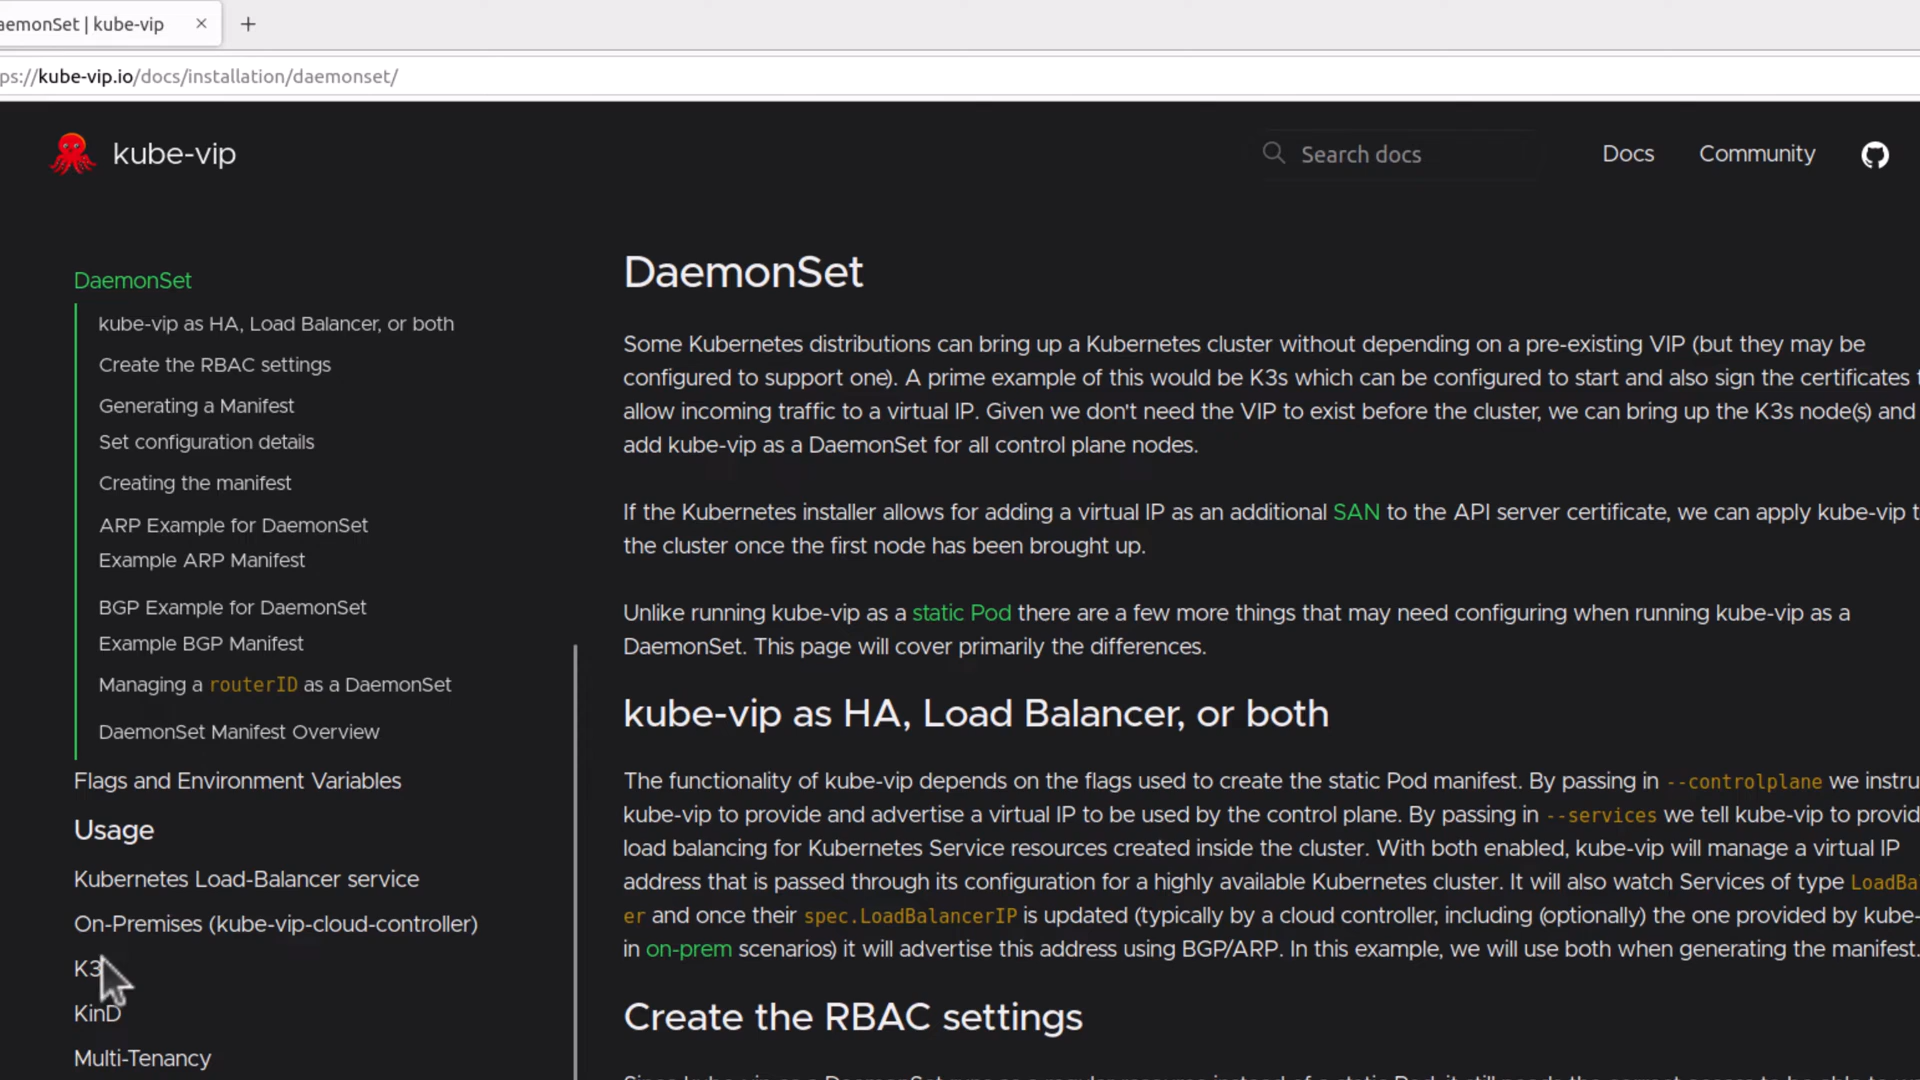 aemonSet | kube-vip
ps://kube-vip.io/docs/installation/daemonset/
kube-vip
Search docs
Docs
Community
DaemonSet
kube-vip as HA, Load Balancer, or both
Create the RBAC settings
Generating a Manifest
Set configuration details
Creating the manifest
ARP Example for DaemonSet
Example ARP Manifest
BGP Example for DaemonSet
Example BGP Manifest
Managing a routerID as a DaemonSet
DaemonSet Manifest Overview
Flags and Environment Variables
Usage
Kubernetes Load-Balancer service
On-Premises (kube-vip-cloud-controller)
K3
KinD
Multi-Tenancy
DaemonSet
Some Kubernetes distributions can bring up a Kubernetes cluster without depending on a pre-existing VIP (but they may be
configured to support one). A prime example of this would be K3s which can be configured to start and also sign the certificates
allow incoming traffic to a virtual IP. Given we don't need the VIP to exist before the cluster, we can bring up the K3s node(s) and
add kube-vip as a DaemonSet for all control plane nodes.
If the Kubernetes installer allows for adding a virtual IP as an additional SAN to the API server certificate, we can apply kube-vip t
the cluster once the first node has been brought up.
Unlike running kube-vip as a static Pod there are a few more things that may need configuring when running kube-vip as a
DaemonSet. This page will cover primarily the differences.
kube-vip as HA, Load Balancer, or both
The functionality of kube-vip depends on the flags used to create the static Pod manifest. By passing in --controlplane we instru
kube-vip to provide and advertise a virtual IP to be used by the control plane. By passing in --services we tell kube-vip to provid
load balancing for Kubernetes Service resources created inside the cluster. With both enabled, kube-vip will manage a virtual IP
address that is passed through its configuration for a highly available Kubernetes cluster. It will also watch Services of type LoadBa
er and once their spec.LoadBalancerIP is updated (typically by a cloud controller, including (optionally) the one provided by kube-
in on-prem scenarios) it will advertise this address using BGP/ARP. In this example, we will use both when generating the manifest.
Create the RBAC settings